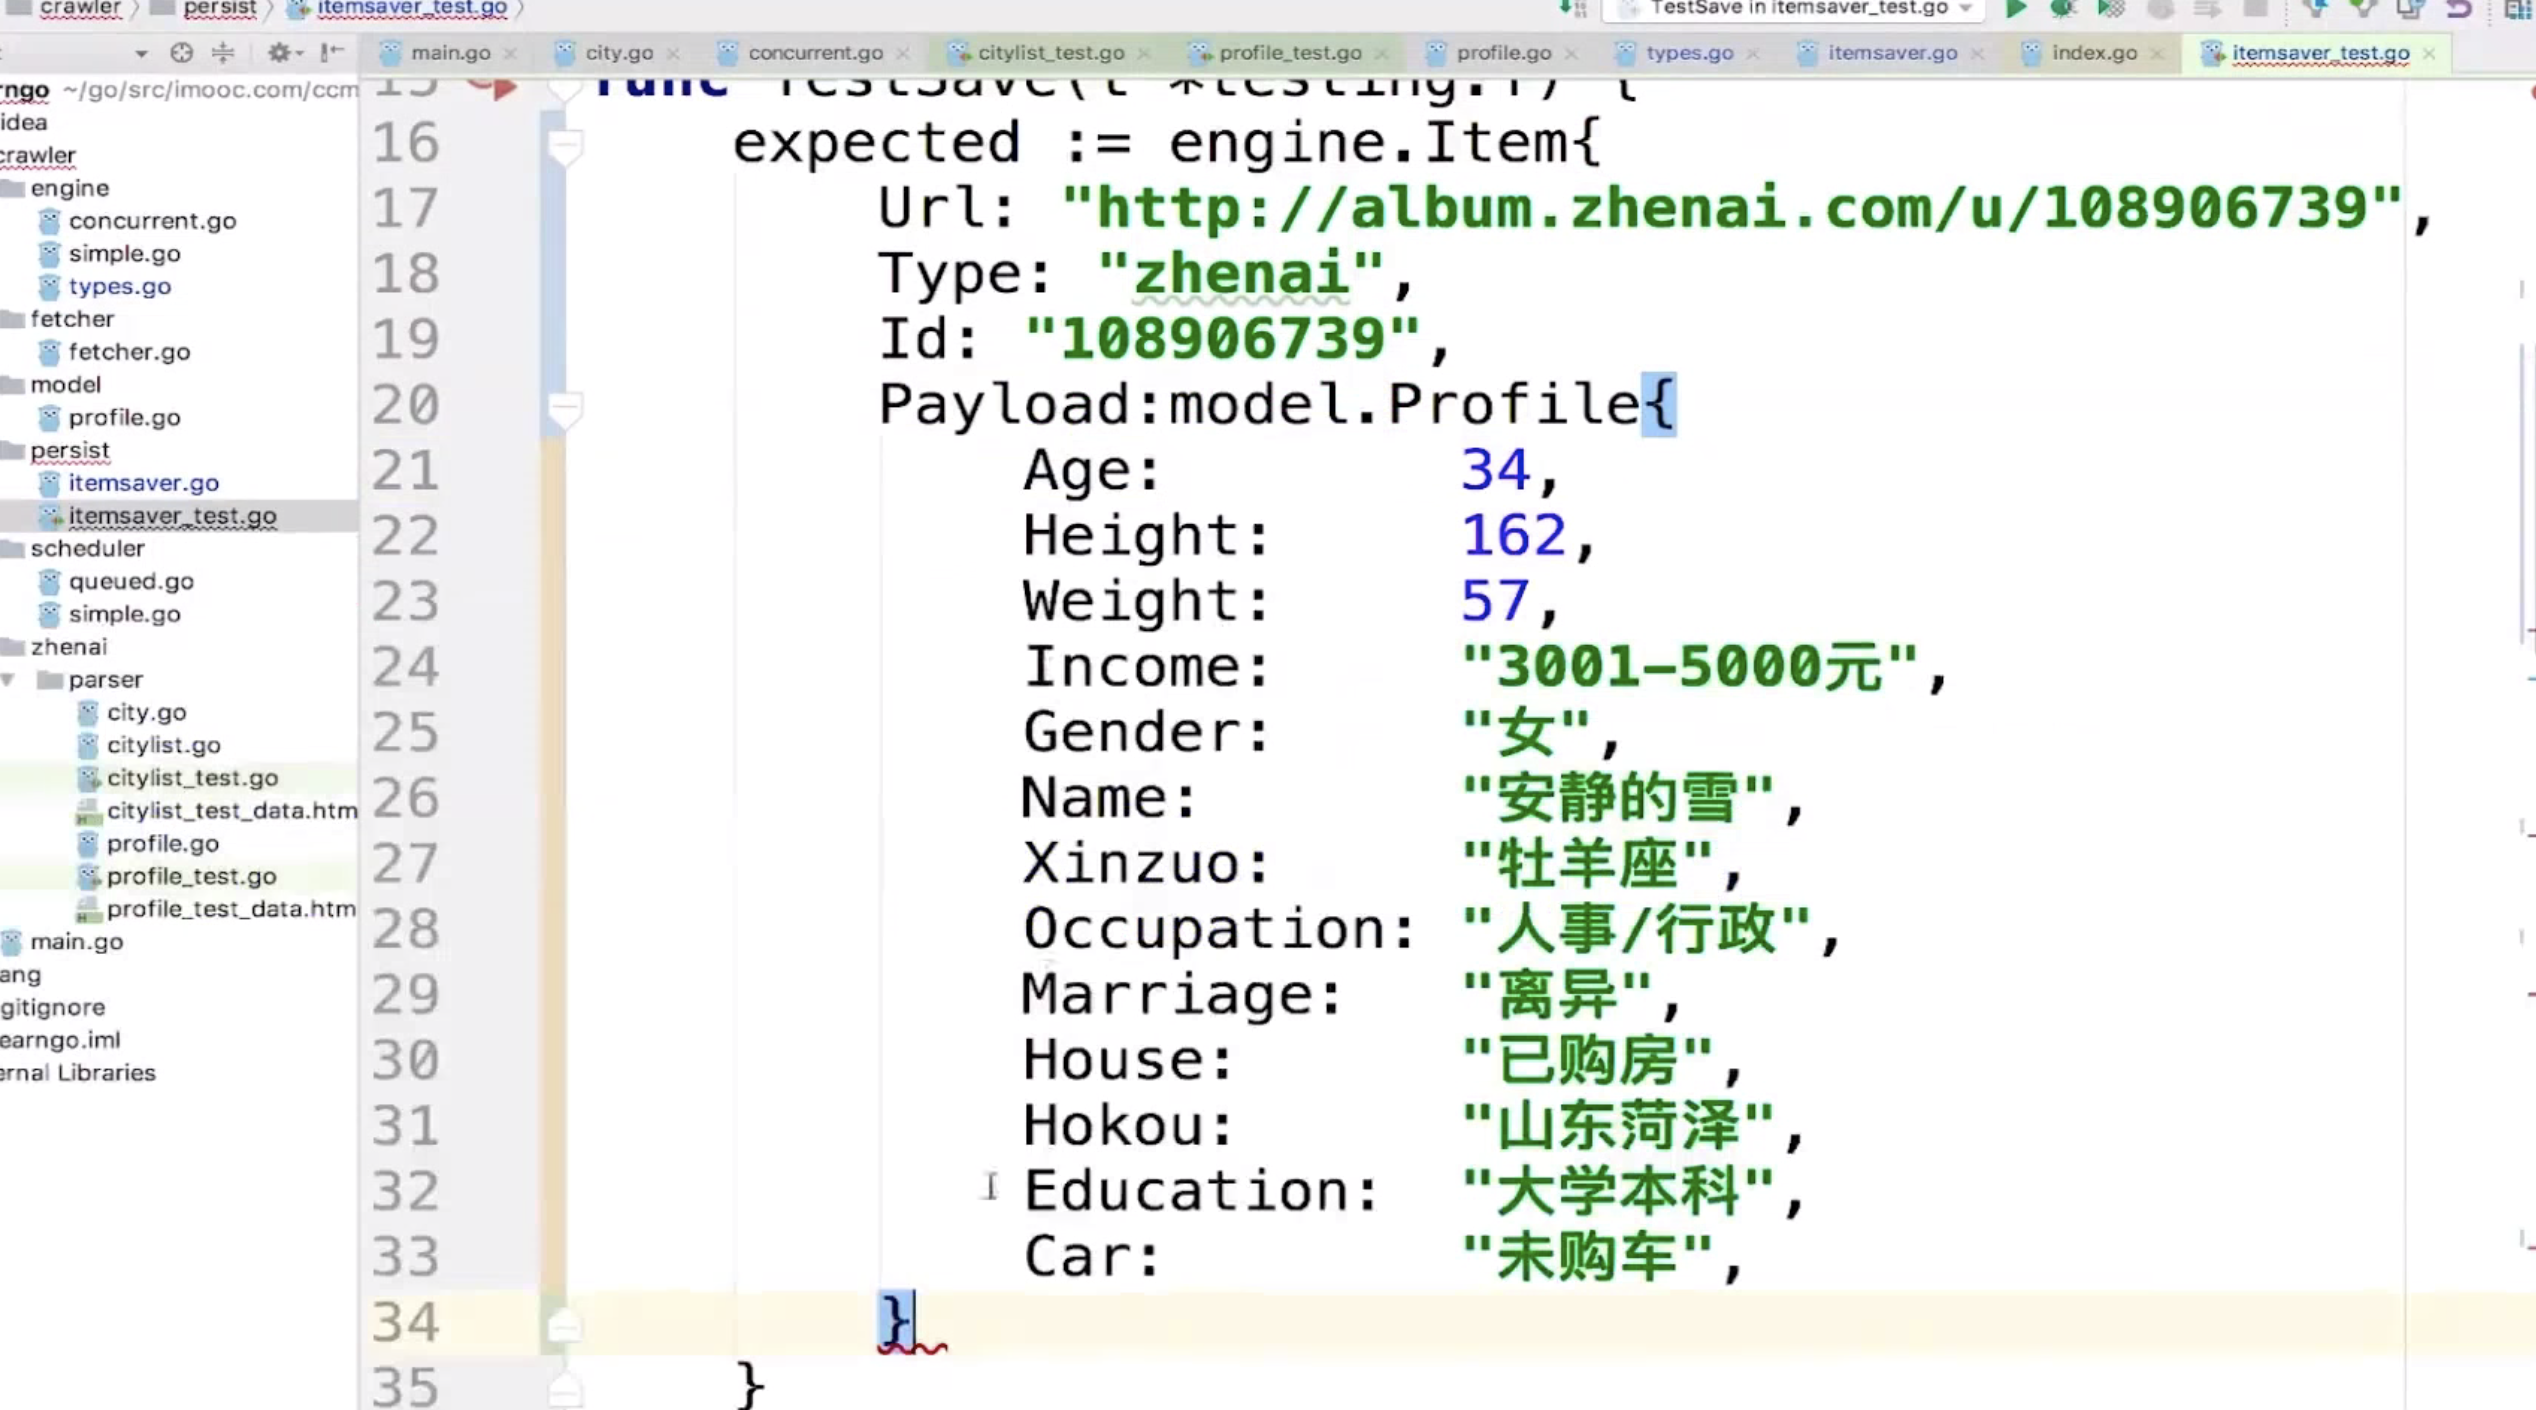 crawler persist itemsaver_test.go TestSave in itemsaver_test.go
main.go city.go concurrent.go citylist_test.go profile_test.go profile.go types.go itemsaver.go index.go itemsaver_test.go
ngo ~/go/src/imooc.com/ccm
idea
crawler
engine
concurrent.go
simple.go
types.go
fetcher
fetcher.go
model
profile.go
persist
itemsaver.go
itemsaver_test.go
scheduler
queued.go
simple.go
zhenai
parser
city.go
citylist.go
citylist_test.go
citylist_test_data.htm
profile.go
profile_test.go
profile_test_data.htm
main.go
ang
gitignore
earngo.iml
ernal Libraries
15 func TestSave(t *testing.T) {
16 expected := engine.Item{
17 Url: "http://album.zhenai.com/u/108906739",
18 Type: "zhenai",
19 Id: "108906739",
20 Payload:model.Profile{
21 Age: 34,
22 Height: 162,
23 Weight: 57,
24 Income: "3001-5000元",
25 Gender: "女",
26 Name: "安静的雪",
27 Xinzuo: "牡羊座",
28 Occupation: "人事/行政",
29 Marriage: "离异",
30 House: "已购房",
31 Hokou: "山东菏泽",
32 Education: "大学本科",
33 Car: "未购车",
34 }
35 }